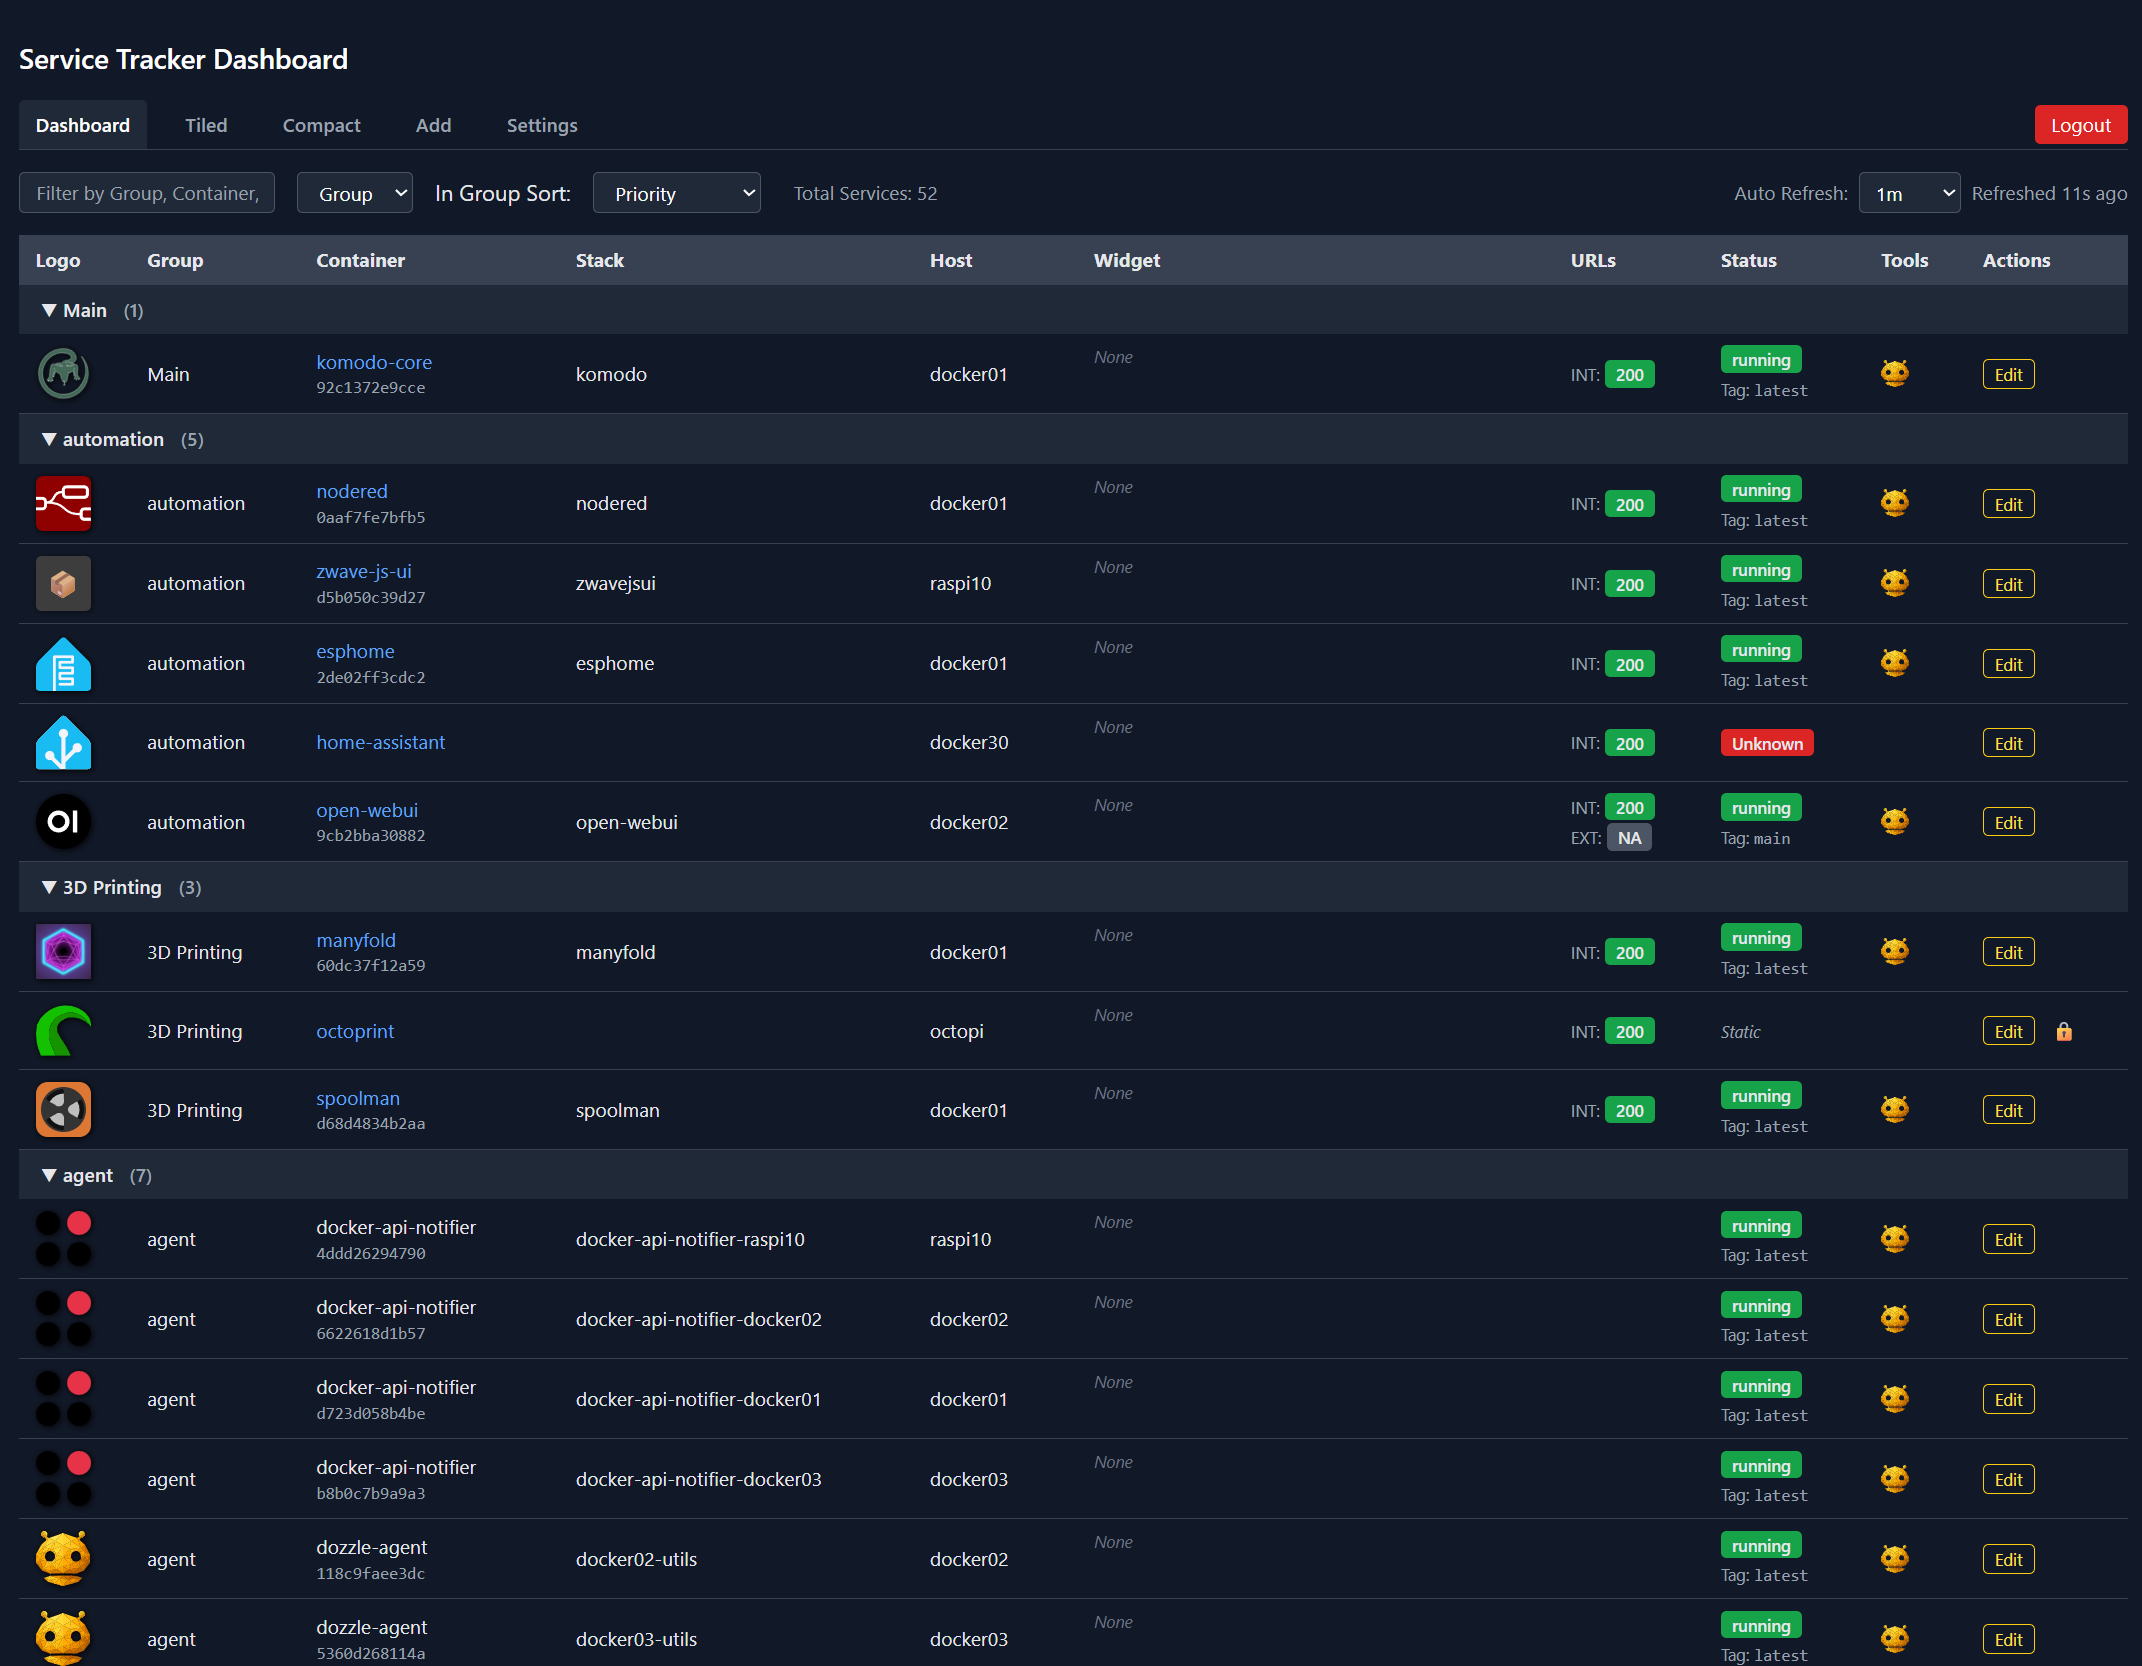 Service Tracker Dashboard
Dashboard Tiled Compact Add Settings Logout
Filter by Group, Container, Group In Group Sort: Priority Total Services: 52 Auto Refresh: 1m Refreshed 11s ago
Logo Group Container Stack Host Widget URLs Status Tools Actions
▼ Main (1)
Main komodo-core 92c1372e9cce komodo docker01 None INT: 200 running Tag: latest Edit
▼ automation (5)
automation nodered 0aaf7fe7bfb5 nodered docker01 None INT: 200 running Tag: latest Edit
automation zwave-js-ui d5b050c39d27 zwavejsui raspi10 None INT: 200 running Tag: latest Edit
automation esphome 2de02ff3cdc2 esphome docker01 None INT: 200 running Tag: latest Edit
automation home-assistant docker30 None INT: 200 Unknown Edit
OI automation open-webui 9cb2bba30882 open-webui docker02 None INT: 200 EXT: NA running Tag: main Edit
▼ 3D Printing (3)
3D Printing manyfold 60dc37f12a59 manyfold docker01 None INT: 200 running Tag: latest Edit
3D Printing octoprint octopi None INT: 200 Static Edit
3D Printing spoolman d68d4834b2aa spoolman docker01 None INT: 200 running Tag: latest Edit
▼ agent (7)
agent docker-api-notifier 4ddd26294790 docker-api-notifier-raspi10 raspi10 None running Tag: latest Edit
agent docker-api-notifier 6622618d1b57 docker-api-notifier-docker02 docker02 None running Tag: latest Edit
agent docker-api-notifier d723d058b4be docker-api-notifier-docker01 docker01 None running Tag: latest Edit
agent docker-api-notifier b8b0c7b9a9a3 docker-api-notifier-docker03 docker03 None running Tag: latest Edit
agent dozzle-agent 118c9faee3dc docker02-utils docker02 None running Tag: latest Edit
agent dozzle-agent 5360d268114a docker03-utils docker03 None running Tag: latest Edit